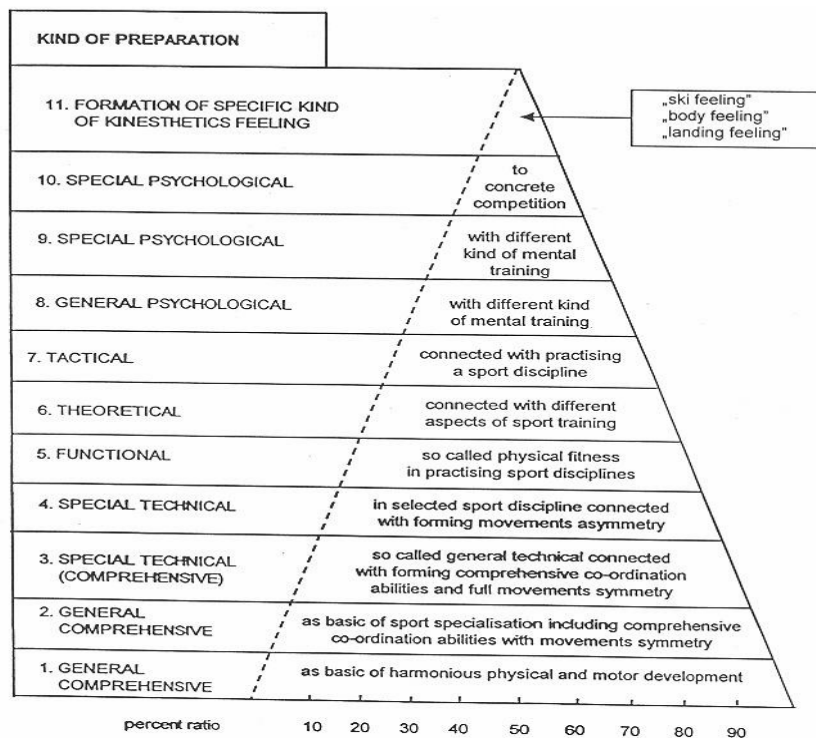 KIND OF PREPARATION
11. FORMATION OF SPECIFIC KIND
OF KINESTHETICS FEELING
„ski feeling"
„body feeling"
„landing feeling"
10. SPECIAL PSYCHOLOGICAL
to
concrete
competition
9. SPECIAL PSYCHOLOGICAL
with different
kind of mental
training
8. GENERAL PSYCHOLOGICAL
with different kind
of mental training
7. TACTICAL
connected with practising
a sport discipline
6. THEORETICAL
connected with different
aspects of sport training
5. FUNCTIONAL
so called physical fitness
in practising sport disciplines
4. SPECIAL TECHNICAL
in selected sport discipline connected
with forming movements asymmetry
3. SPECIAL TECHNICAL
(COMPREHENSIVE)
so called general technical connected
with forming comprehensive co-ordination
abilities and full movements symmetry
2. GENERAL
COMPREHENSIVE
as basic of sport specialisation including comprehensive
co-ordination abilities with movements symmetry
1. GENERAL
COMPREHENSIVE
as basic of harmonious physical and motor development
percent ratio 10 20 30 40 50 60 70 80 90